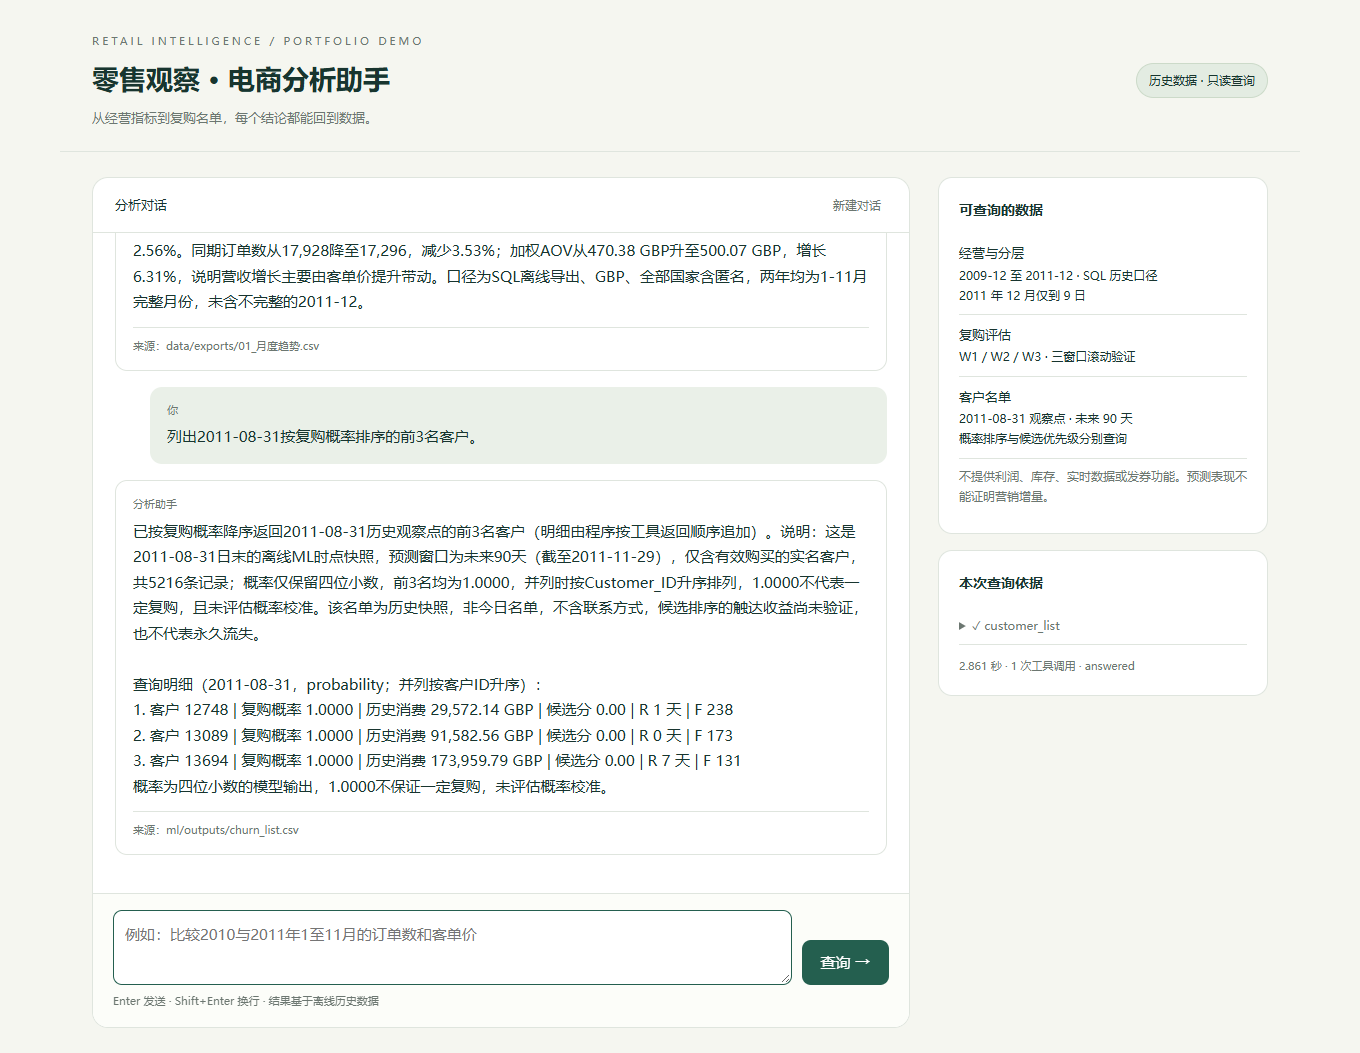 RETAIL INTELLIGENCE / PORTFOLIO DEMO
零售观察 • 电商分析助手
从经营指标到复购名单，每个结论都能回到数据。
历史数据 · 只读查询
分析对话
新建对话
2.56%。同期订单数从17,928降至17,296，减少3.53%；加权AOV从470.38 GBP升至500.07 GBP，增长
6.31%，说明营收增长主要由客单价提升带动。口径为SQL离线导出、GBP、全部国家含匿名，两年均为1-11月
完整月份，未含不完整的2011-12。
来源：data/exports/01_月度趋势.csv
你
列出2011-08-31按复购概率排序的前3名客户。
分析助手
已按复购概率降序返回2011-08-31历史观察点的前3名客户（明细由程序按工具返回顺序追加）。说明：这是
2011-08-31日末的离线ML时点快照，预测窗口为未来90天（截至2011-11-29），仅含有效购买的实名客户，
共5216条记录；概率仅保留四位小数，前3名均为1.0000，并列时按Customer_ID升序排列，1.0000不代表一
定复购，且未评估概率校准。该名单为历史快照，非今日名单，不含联系方式，候选排序的触达收益尚未验证，
也不代表永久流失。
查询明细（2011-08-31，probability；并列按客户ID升序）：
1. 客户 12748 | 复购概率 1.0000 | 历史消费 29,572.14 GBP | 候选分 0.00 | R 1 天 | F 238
2. 客户 13089 | 复购概率 1.0000 | 历史消费 91,582.56 GBP | 候选分 0.00 | R 0 天 | F 173
3. 客户 13694 | 复购概率 1.0000 | 历史消费 173,959.79 GBP | 候选分 0.00 | R 7 天 | F 131
概率为四位小数的模型输出，1.0000不保证一定复购，未评估概率校准。
来源：ml/outputs/churn_list.csv
例如：比较2010与2011年1至11月的订单数和客单价
查询 →
Enter 发送 · Shift+Enter 换行 · 结果基于离线历史数据
可查询的数据
经营与分层
2009-12 至 2011-12 · SQL 历史口径
2011 年 12 月仅到 9 日
复购评估
W1 / W2 / W3 · 三窗口滚动验证
客户名单
2011-08-31 观察点 · 未来 90 天
概率排序与候选优先级分别查询
不提供利润、库存、实时数据或发券功能。预测表现不
能证明营销增量。
本次查询依据
▶ ✓ customer_list
2.861 秒 · 1 次工具调用 · answered